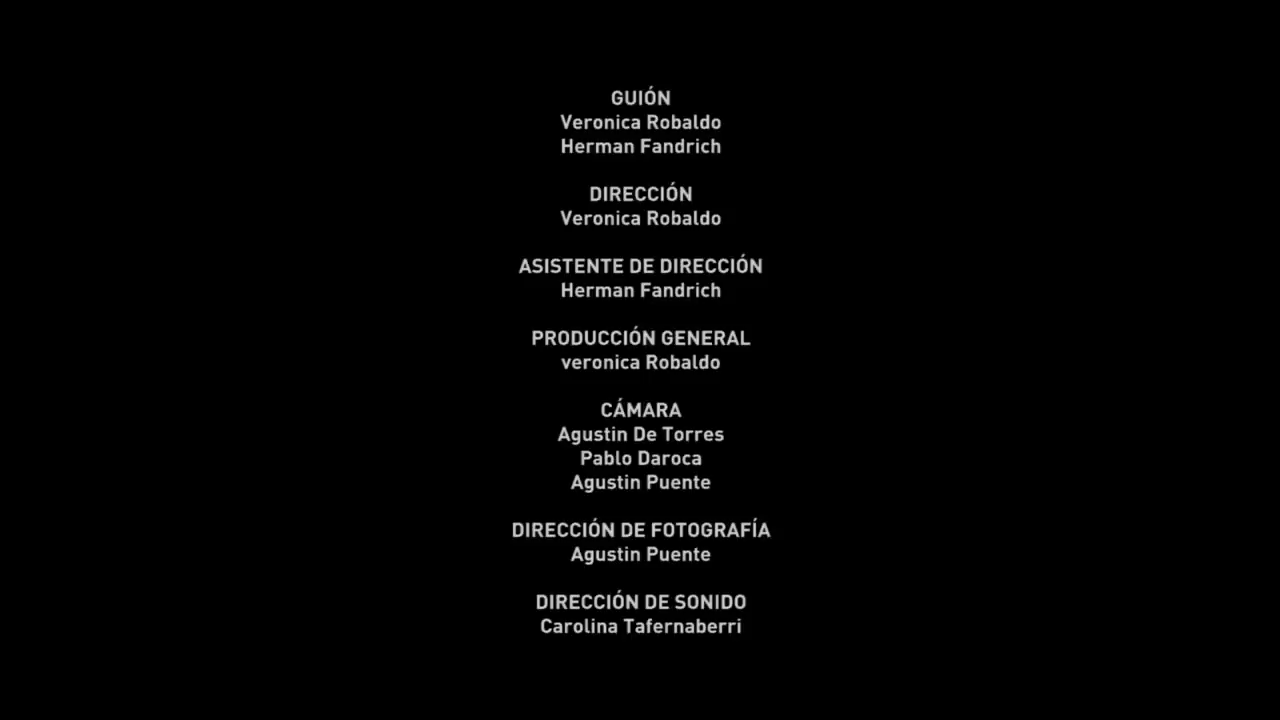 GUIÓN
Veronica Robaldo
Herman Fandrich
DIRECCIÓN
Veronica Robaldo
ASISTENTE DE DIRECCIÓN
Herman Fandrich
PRODUCCIÓN GENERAL
veronica Robaldo
CÁMARA
Agustin De Torres
Pablo Daroca
Agustin Puente
DIRECCIÓN DE FOTOGRAFÍA
Agustin Puente
DIRECCIÓN DE SONIDO
Carolina Tafernaberri